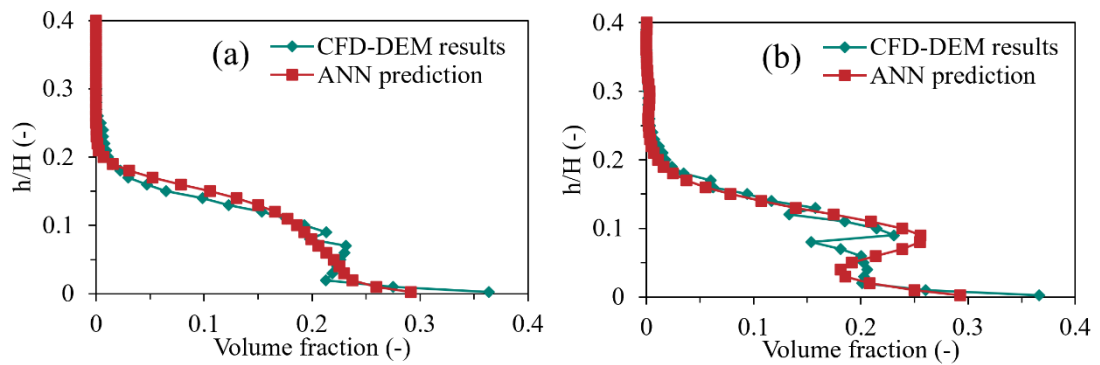 (a)
CFD-DEM results
ANN prediction
h/H (-)
0.4
0.3
0.2
0.1
0
0
0.1
0.2
0.3
0.4
Volume fraction (-)
(b)
CFD-DEM results
ANN prediction
h/H (-)
0.4
0.3
0.2
0.1
0
0
0.1
0.2
0.3
0.4
Volume fraction (-)